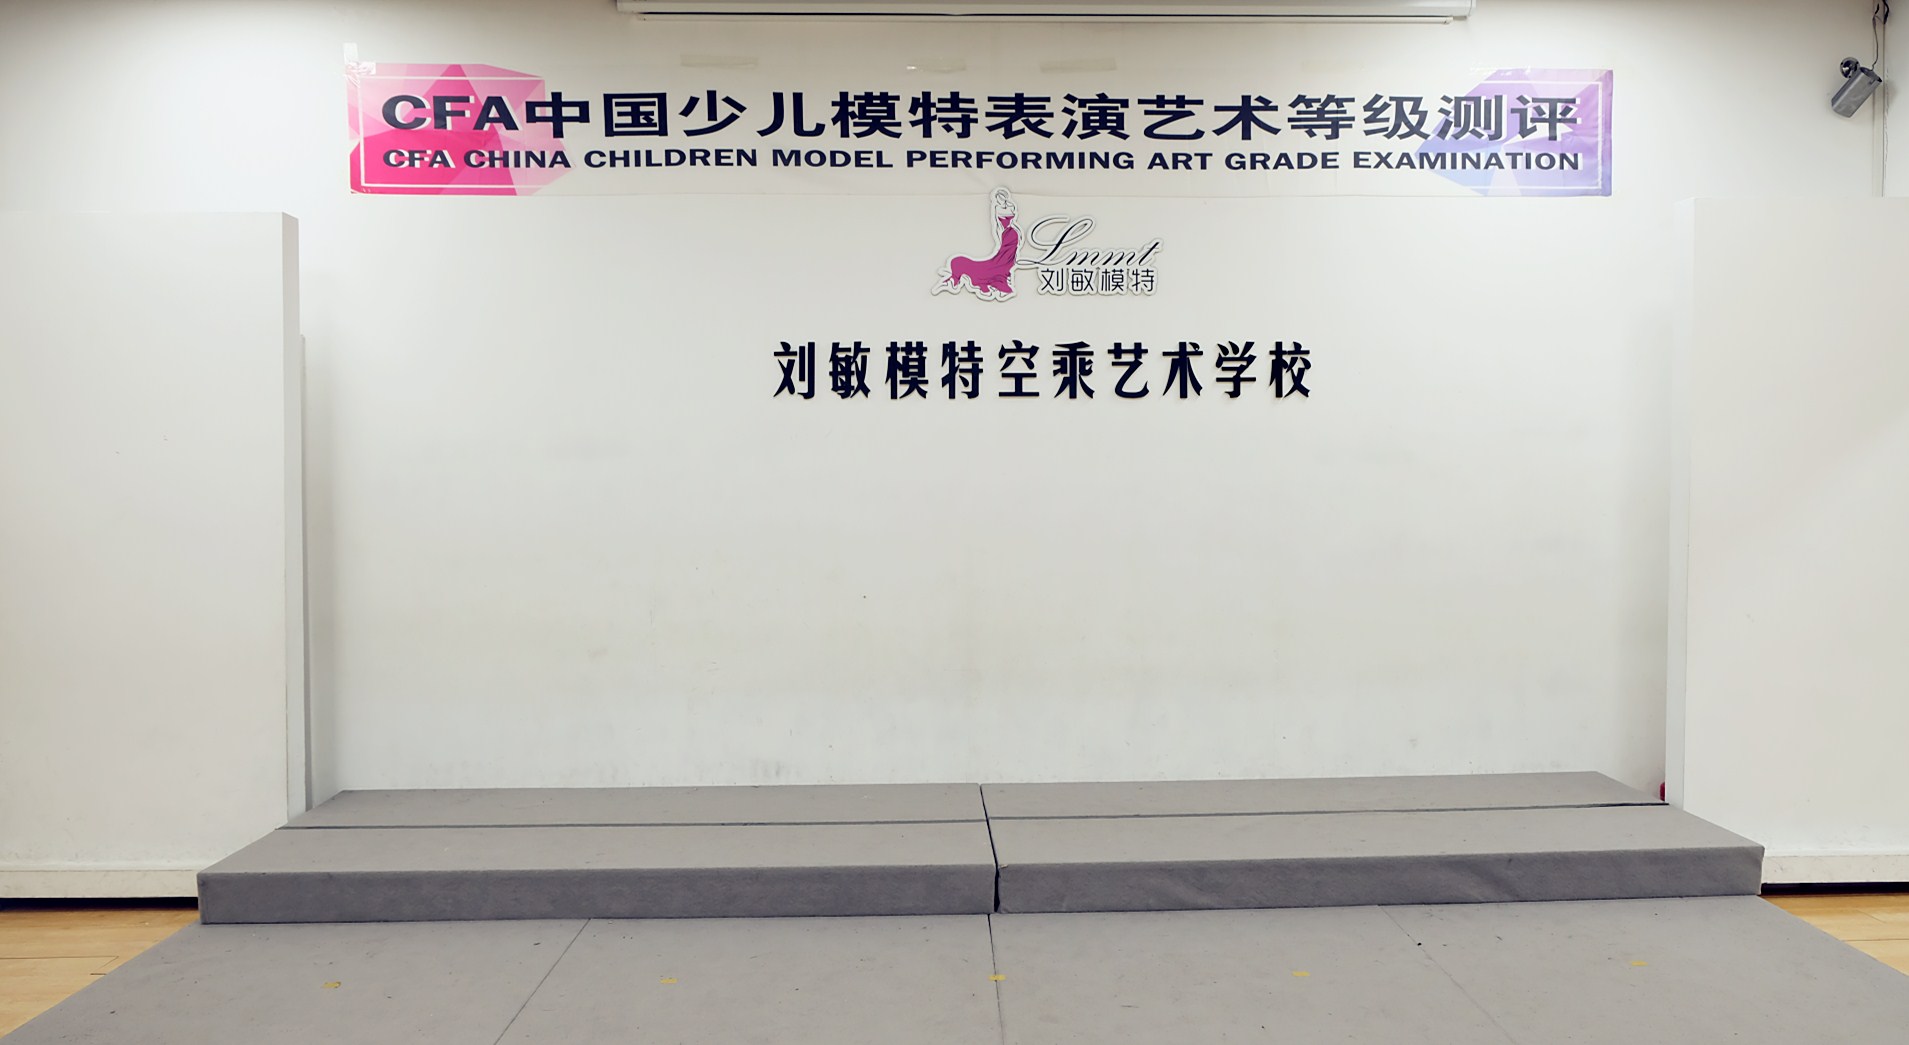 CFA中国少儿模特表演艺术等级测评
CFA CHINA CHILDREN MODEL PERFORMING ART GRADE EXAMINATION
Lmmt
刘敏模特
刘敏模特空乘艺术学校